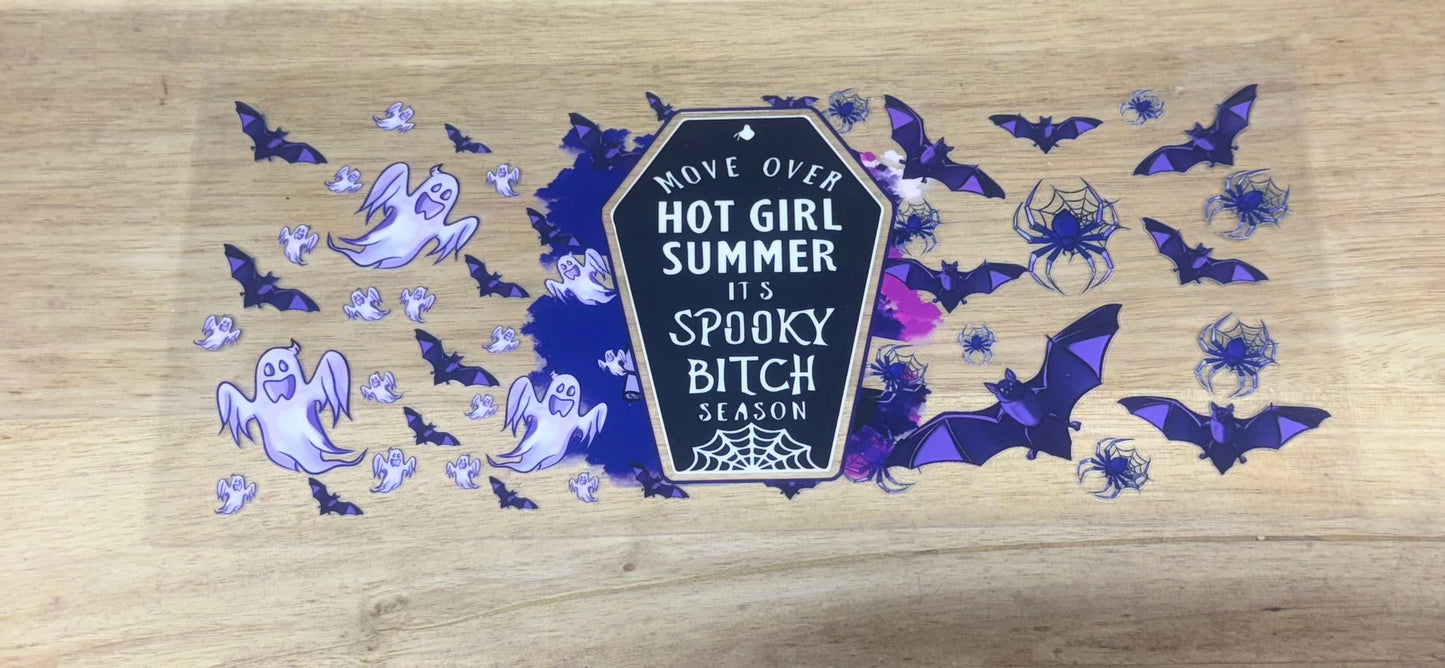 MOVE OVER
HOT GIRL
SUMMER
ITS
SPOOKY
BITCH
SEASON